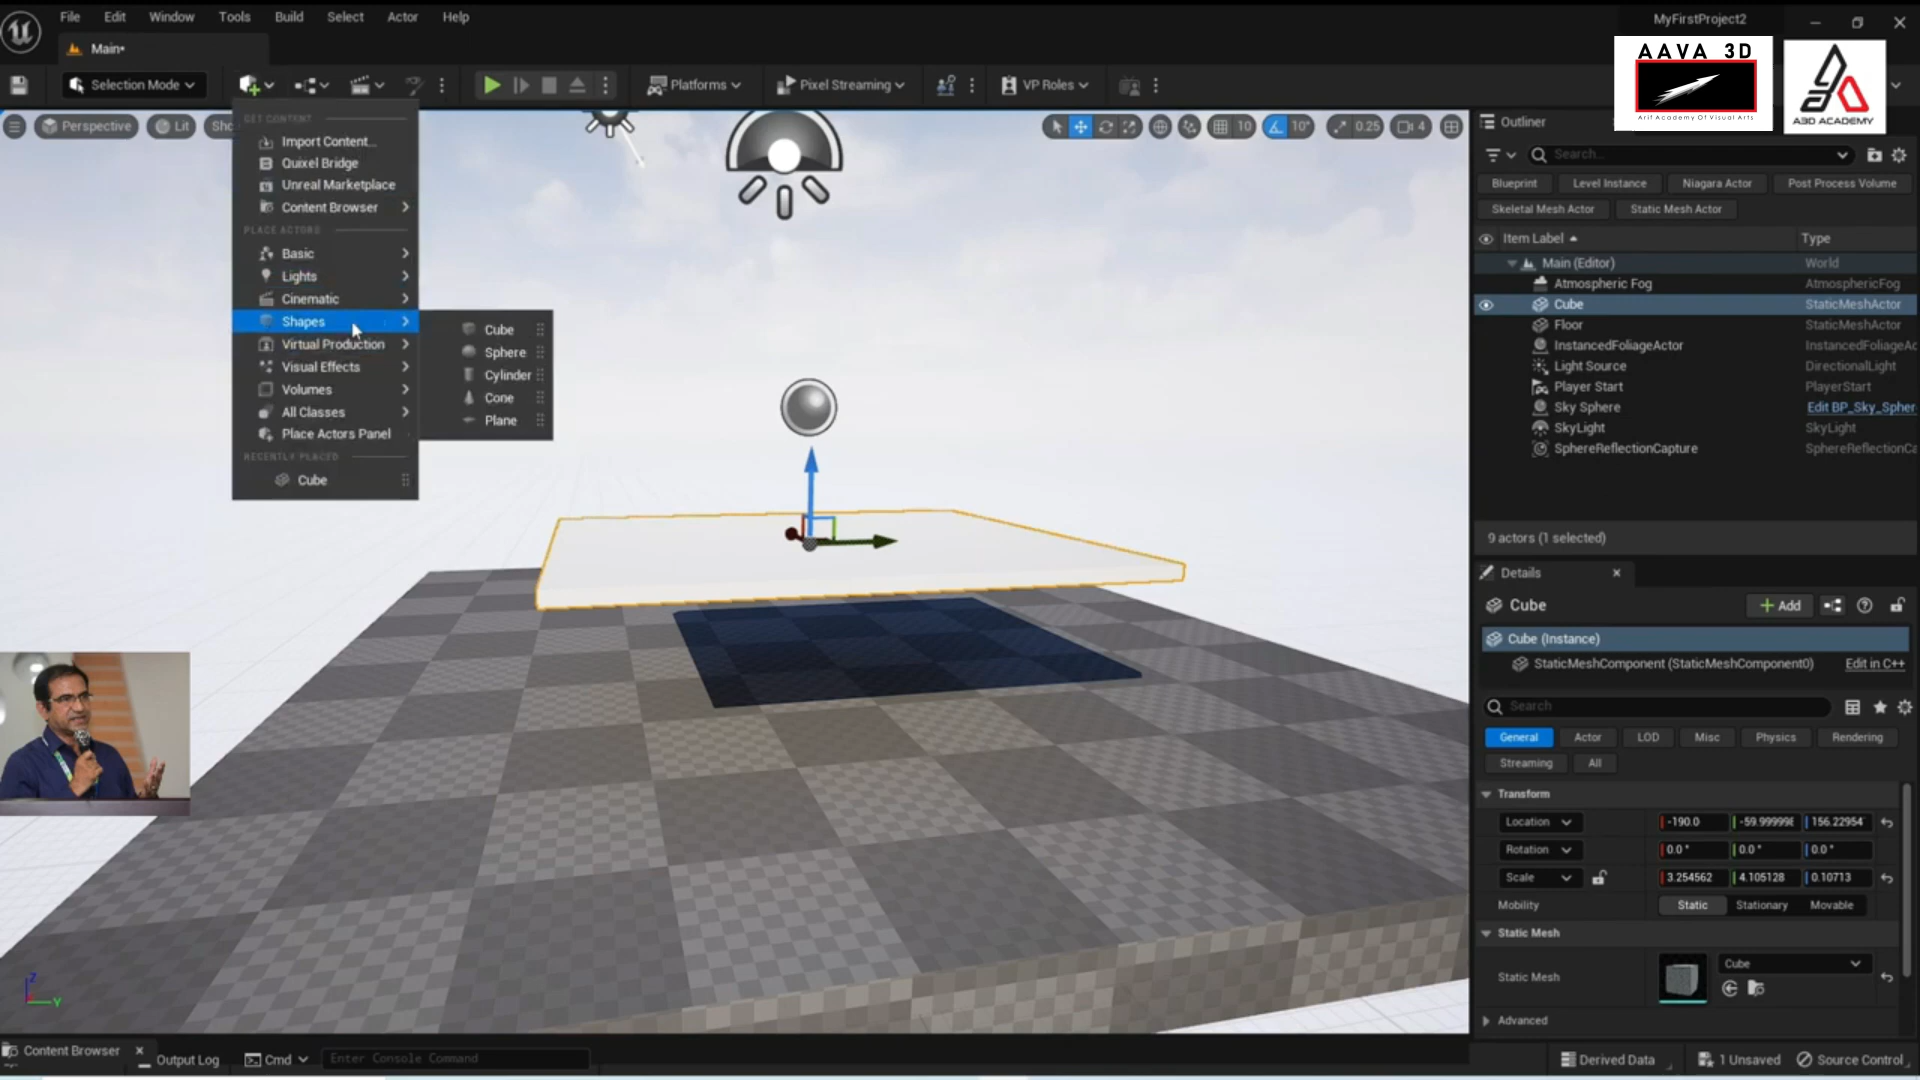 File Edit Window Tools Build Select Actor Help
MyFirstProject2
Main•
Selection Mode
Platforms
Pixel Streaming
VP Roles
AAVA 3D
Arif Academy Of Visual Arts
A3D ACADEMY
Perspective
Lit
Sho
10
10°
0.25
4
GET CONTENT
Import Content...
Quixel Bridge
Unreal Marketplace
Content Browser
PLACE ACTORS
Basic
Lights
Cinematic
Shapes
Virtual Production
Visual Effects
Volumes
All Classes
Place Actors Panel
RECENTLY PLACED
Cube
Cube
Sphere
Cylinder
Cone
Plane
Outliner
Search...
Blueprint Level Instance Niagara Actor Post Process Volume
Skeletal Mesh Actor Static Mesh Actor
Item Label Type
Main (Editor) World
Atmospheric Fog AtmosphericFog
Cube StaticMeshActor
Floor StaticMeshActor
InstancedFoliageActor InstancedFoliageAc
Light Source DirectionalLight
Player Start PlayerStart
Sky Sphere Edit BP_Sky_Spher
SkyLight SkyLight
SphereReflectionCapture SphereReflectionCa
9 actors (1 selected)
Details
Cube
Add
Cube (Instance)
StaticMeshComponent (StaticMeshComponent0) Edit in C++
Search
General Actor LOD Misc Physics Rendering
Streaming All
Transform
Location -190.0 -59.999998 156.22954
Rotation 0.0 ° 0.0 ° 0.0 °
Scale 3.254562 4.105128 0.10713
Mobility Static Stationary Movable
Static Mesh
Static Mesh Cube
Advanced
Z
Y
Content Browser Output Log Cmd Enter Console Command
Derived Data 1 Unsaved Source Control